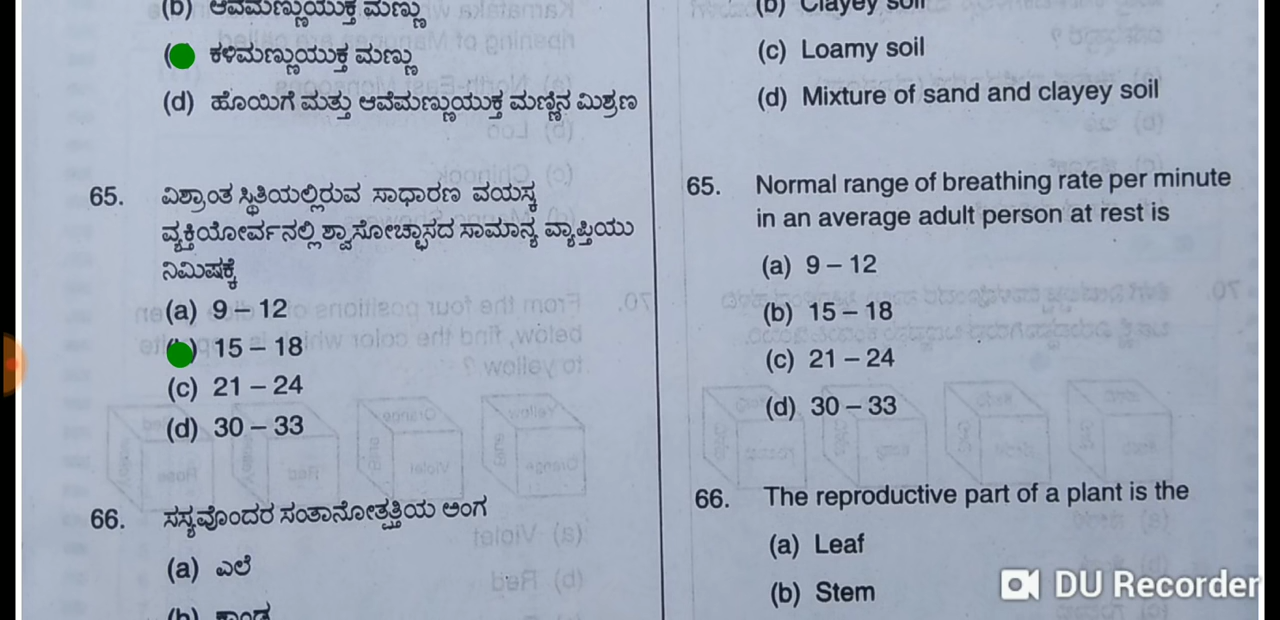 (b) ಆವೆಮಣ್ಣುಯುಕ್ತ ಮಣ್ಣು
ಕಳಿಮಣ್ಣುಯುಕ್ತ ಮಣ್ಣು
(d) ಹೊಯಿಗೆ ಮತ್ತು ಆವೆಮಣ್ಣುಯುಕ್ತ ಮಣ್ಣಿನ ಮಿಶ್ರಣ
65. ವಿಶ್ರಾಂತ ಸ್ಥಿತಿಯಲ್ಲಿರುವ ಸಾಧಾರಣ ವಯಸ್ಕ
ವ್ಯಕ್ತಿಯೋರ್ವನಲ್ಲಿ ಶ್ವಾಸೋಚ್ಛಾಸದ ಸಾಮಾನ್ಯ ವ್ಯಾಪ್ತಿಯು
ನಿಮಿಷಕ್ಕೆ
(a) 9 – 12
15 – 18
(c) 21 – 24
(d) 30 – 33
66. ಸಸ್ಯವೊಂದರ ಸಂತಾನೋತ್ಪತ್ತಿಯ ಅಂಗ
(a) ಎಲೆ
(b) ಕಾಂಡ
(b) Clayey soil
(c) Loamy soil
(d) Mixture of sand and clayey soil
65. Normal range of breathing rate per minute
in an average adult person at rest is
(a) 9 – 12
(b) 15 – 18
(c) 21 – 24
(d) 30 – 33
66. The reproductive part of a plant is the
(a) Leaf
(b) Stem
DU Recorder